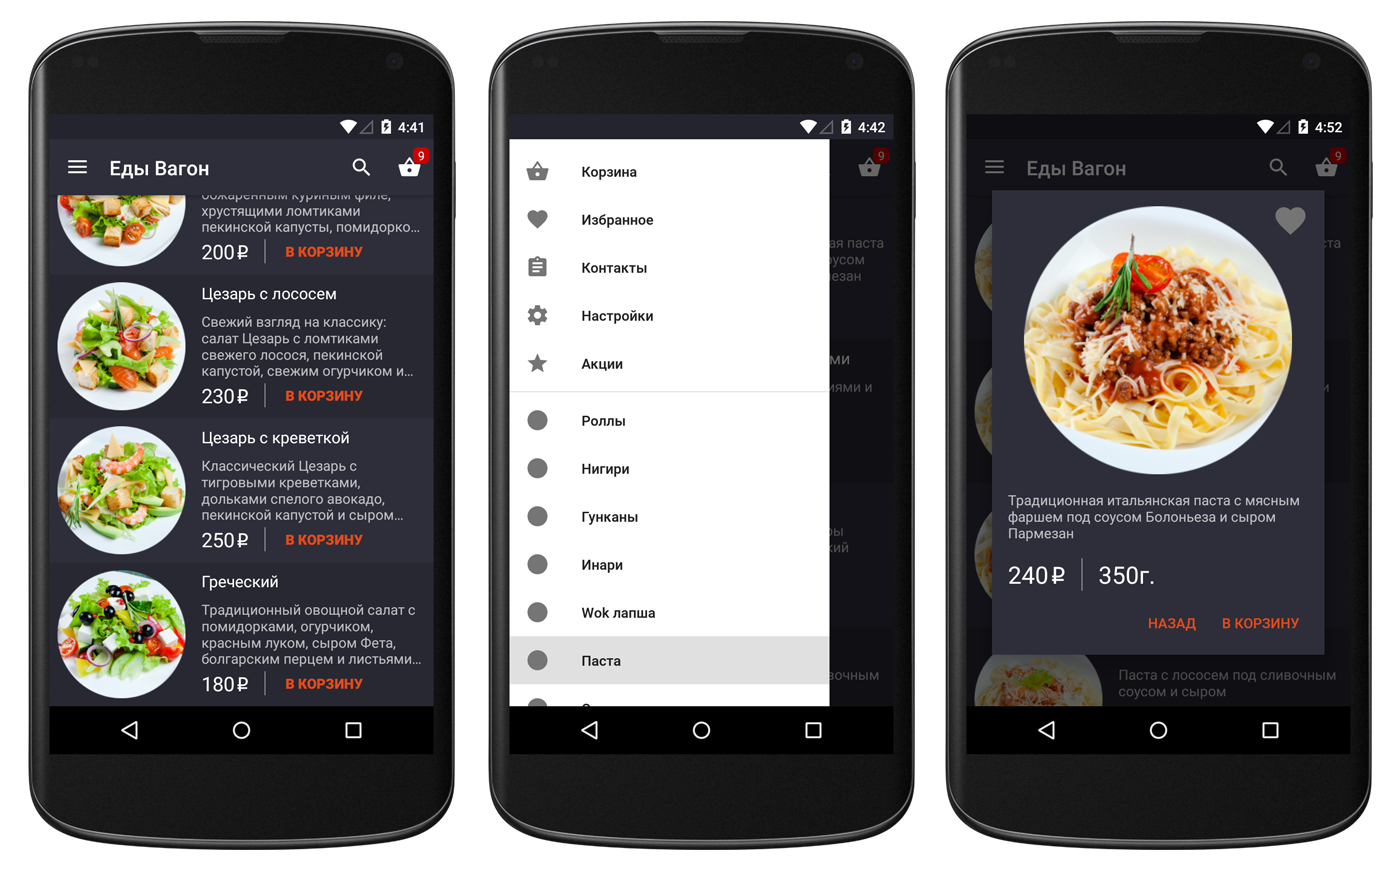 4:41
Еды Вагон
9
обжаренным куриным филе,
хрустящими ломтиками
пекинской капусты, помидорко...
200₽
В КОРЗИНУ
Цезарь с лососем
Свежий взгляд на классику:
салат Цезарь с ломтиками
свежего лосося, пекинской
капустой, свежим огурчиком и...
230₽
В КОРЗИНУ
Цезарь с креветкой
Классический Цезарь с
тигровыми креветками,
дольками спелого авокадо,
пекинской капустой и сыром...
250₽
В КОРЗИНУ
Греческий
Традиционный овощной салат с
помидорками, огурчиком,
красным луком, сыром Фета,
болгарским перцем и листьями...
180₽
В КОРЗИНУ
4:42
9
Корзина
Избранное
Контакты
Настройки
Акции
Роллы
Нигири
Гунканы
Инари
Wok лапша
Паста
ая паста
русом
езан
ми
иями и
ры
кий
вочным
4:52
Еды Вагон
9
ста
и
Традиционная итальянская паста с мясным
фаршем под соусом Болоньеза и сыром
Пармезан
240₽
350г.
НАЗАД
В КОРЗИНУ
Паста с лососем под сливочным
соусом и сыром